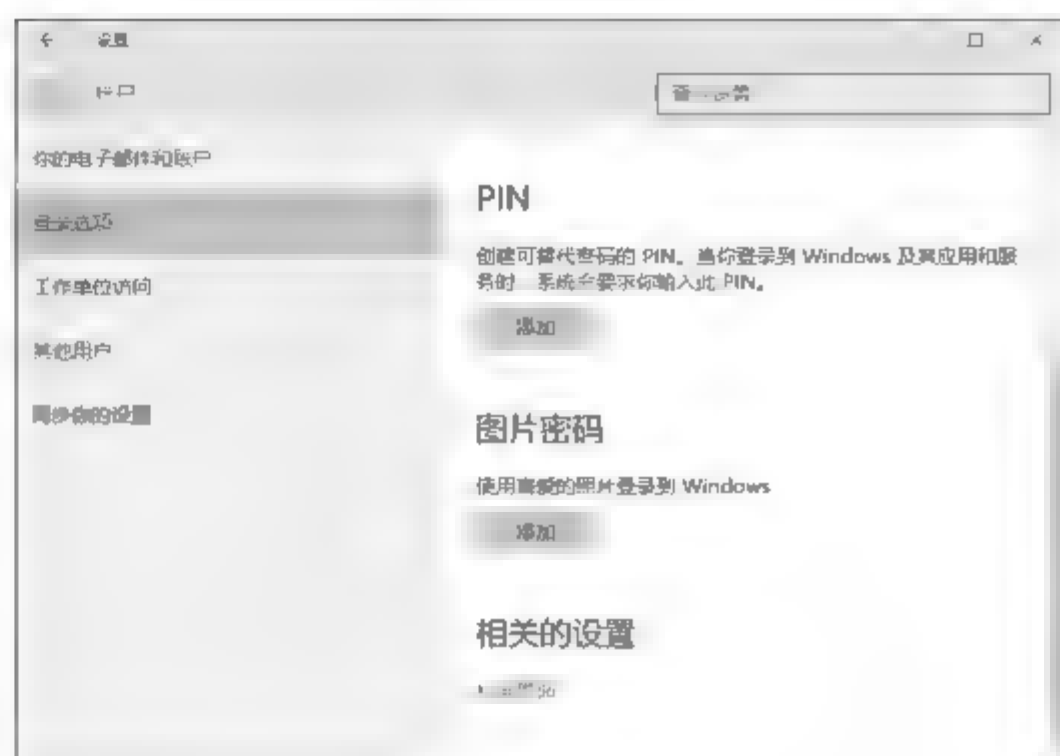 设置
帐户
你的电子邮件和账户
登录选项
工作单位访问
其他用户
同步你的设置
PIN
创建可替代密码的 PIN。当你登录到 Windows 及其应用和服
务时 系统会要求你输入此 PIN。
添加
图片密码
使用喜爱的照片登录到 Windows
添加
相关的设置